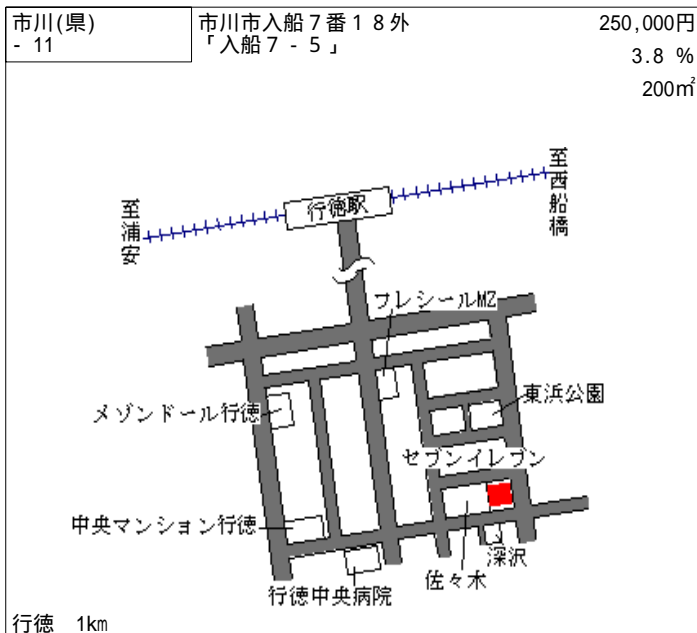 市川(県)
- 11
市川市入船７番１８外
「入船７-５」
250,000円
3.8 %
200㎡
至西船橋
至浦安
行徳駅
フレシールMZ
東浜公園
メゾンドール行徳
セブンイレブン
中央マンション行徳
深沢
佐々木
行徳中央病院
行徳 1km